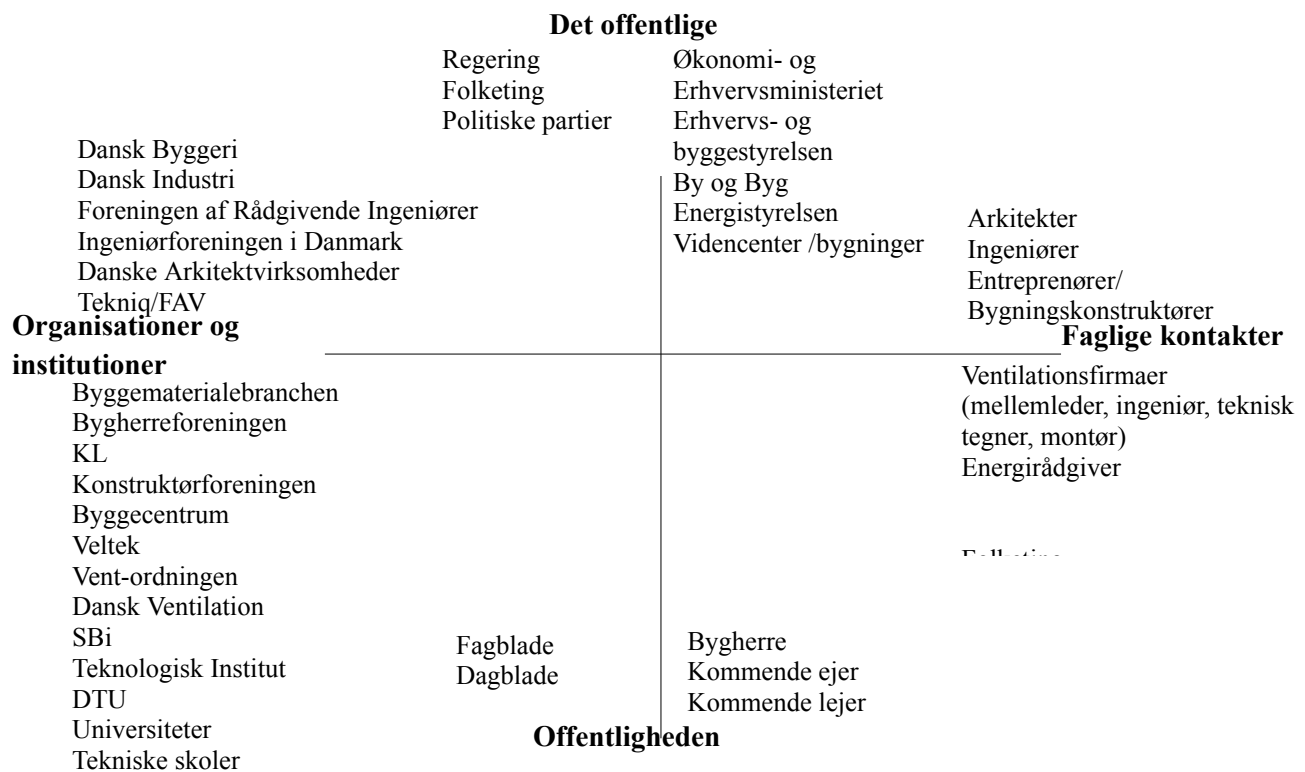 Det offentlige
Regering
Folketing
Politiske partier
Økonomi- og
Erhvervsministeriet
Erhvervs- og
byggestyrelsen
By og Byg
Energistyrelsen
Videncenter /bygninger
Dansk Byggeri
Dansk Industri
Foreningen af Rådgivende Ingeniører
Ingeniørforeningen i Danmark
Danske Arkitektvirksomheder
Tekniq/FAV
Arkitekter
Ingeniører
Entreprenører/
Bygningskonstruktører
Organisationer og
institutioner
Faglige kontakter
Byggematerialebranchen
Bygherreforeningen
KL
Konstruktørforeningen
Byggecentrum
Veltek
Vent-ordningen
Dansk Ventilation
SBi
Teknologisk Institut
DTU
Universiteter
Tekniske skoler
Ventilationsfirmaer
(mellemleder, ingeniør, teknisk
tegner, montør)
Energirådgiver
Fagblade
Dagblade
Bygherre
Kommende ejer
Kommende lejer
Offentligheden